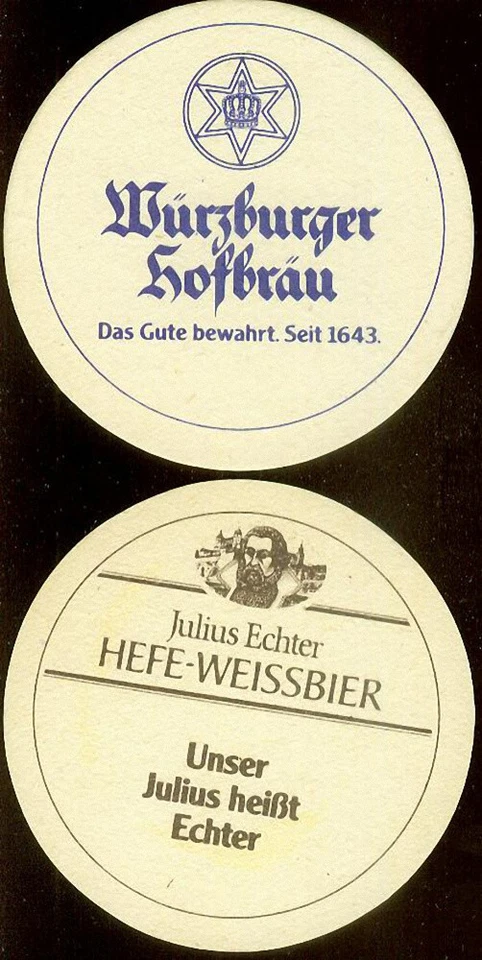 Würzburger
Hofbräu
Das Gute bewahrt. Seit 1643.
Julius Echter
HEFE-WEISSBIER
Unser
Julius heißt
Echter